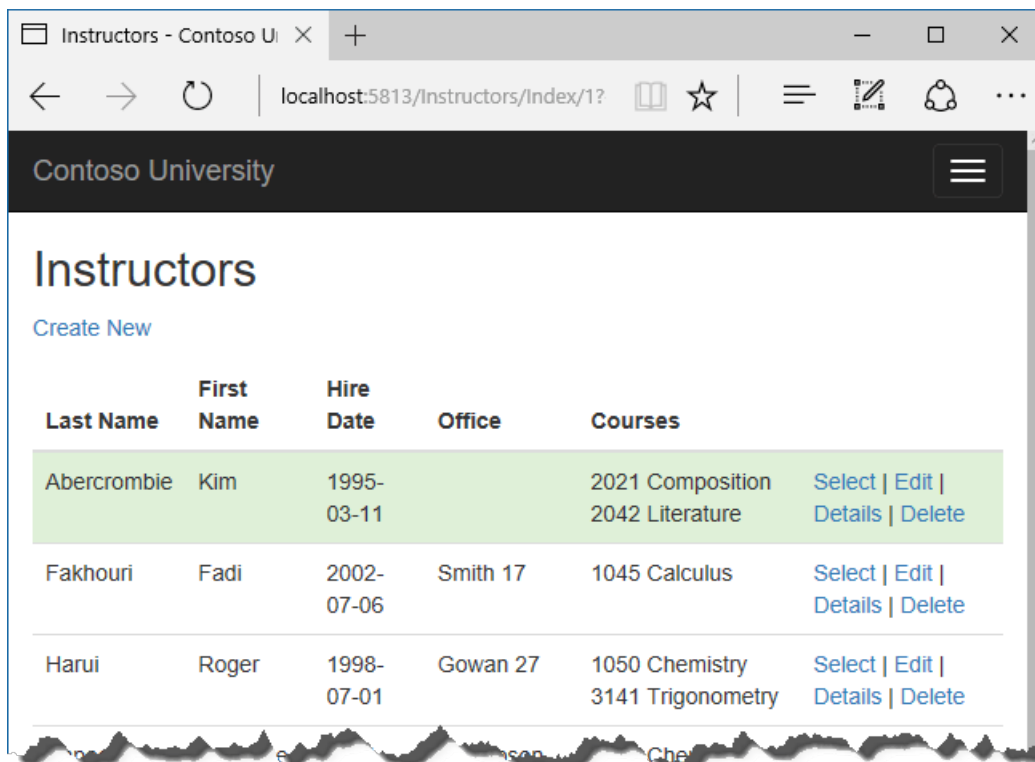 Instructors - Contoso U
localhost:5813/Instructors/Index/1?
Contoso University
Instructors
Create New
Last Name First Name Hire Date Office Courses
Abercrombie Kim 1995- 2021 Composition Select | Edit |
03-11 2042 Literature Details | Delete
Fakhouri Fadi 2002- Smith 17 1045 Calculus Select | Edit |
07-06 Details | Delete
Harui Roger 1998- Gowan 27 1050 Chemistry Select | Edit |
07-01 3141 Trigonometry Details | Delete